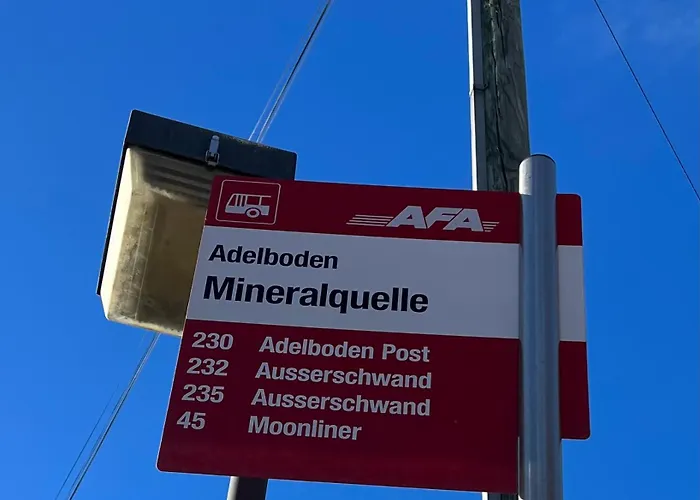 AFA
Adelboden
Mineralquelle
230 Adelboden Post
232 Ausserschwand
235 Ausserschwand
45 Moonliner